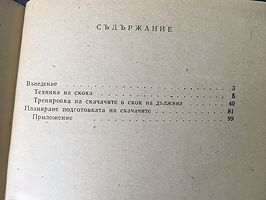 СЪДЪРЖАНИЕ
Въведение 3
Техника на скока 5
Тренировка на скачачите в скок на дължина 40
Планиране подготовката на скачачите 81
Приложение 99